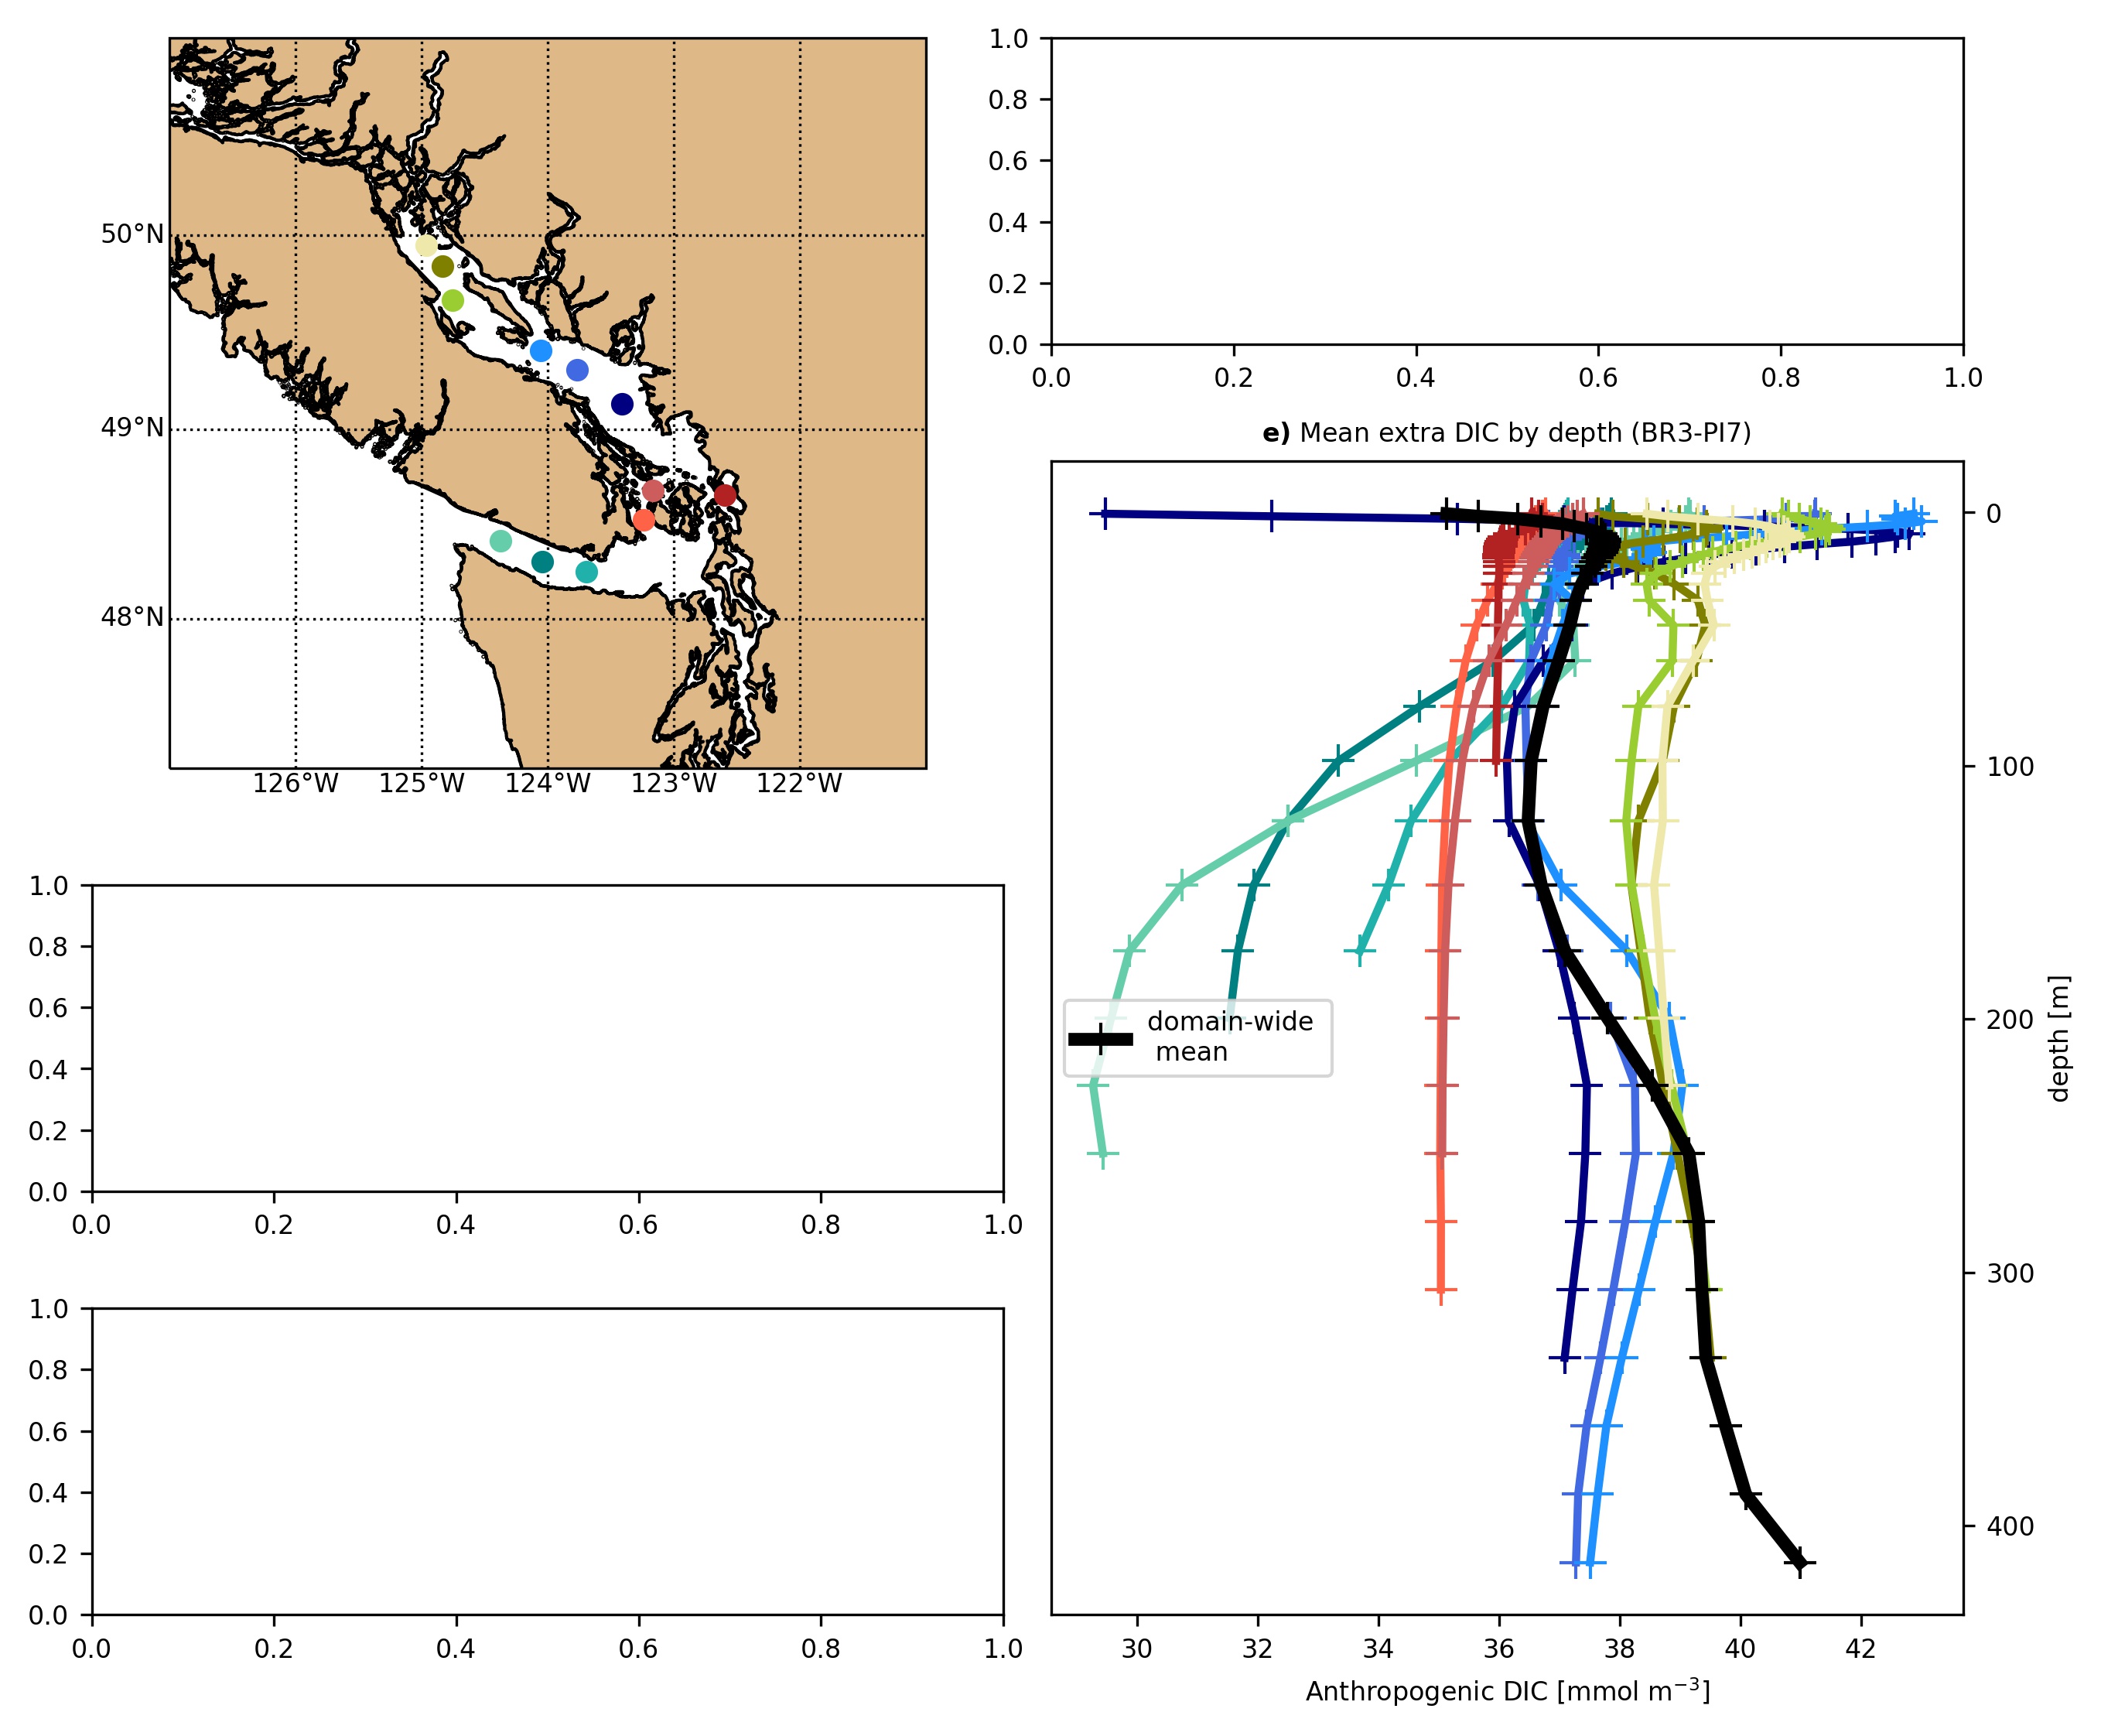 50°N
49°N
48°N
126°W 125°W 124°W 123°W 122°W
1.0
0.8
0.6
0.4
0.2
0.0
0.0 0.2 0.4 0.6 0.8 1.0
e) Mean extra DIC by depth (BR3-PI7)
0
100
200
300
400
depth [m]
domain-wide
mean
30 32 34 36 38 40 42
Anthropogenic DIC [mmol m⁻³]
1.0
0.8
0.6
0.4
0.2
0.0
0.0 0.2 0.4 0.6 0.8 1.0
1.0
0.8
0.6
0.4
0.2
0.0
0.0 0.2 0.4 0.6 0.8 1.0